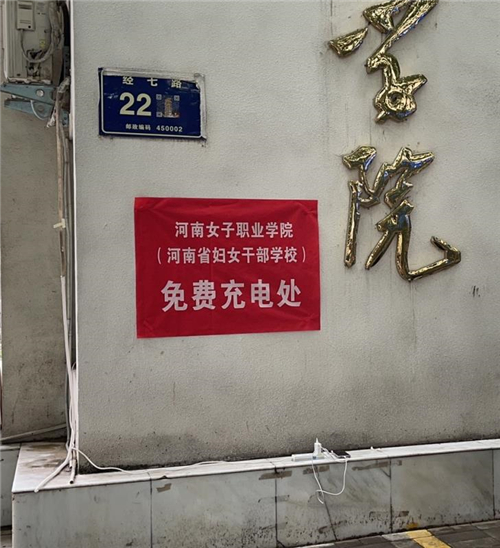 经七路
22
邮政编码 450002
学
院
河南女子职业学院
（河南省妇女干部学校）
免费充电处